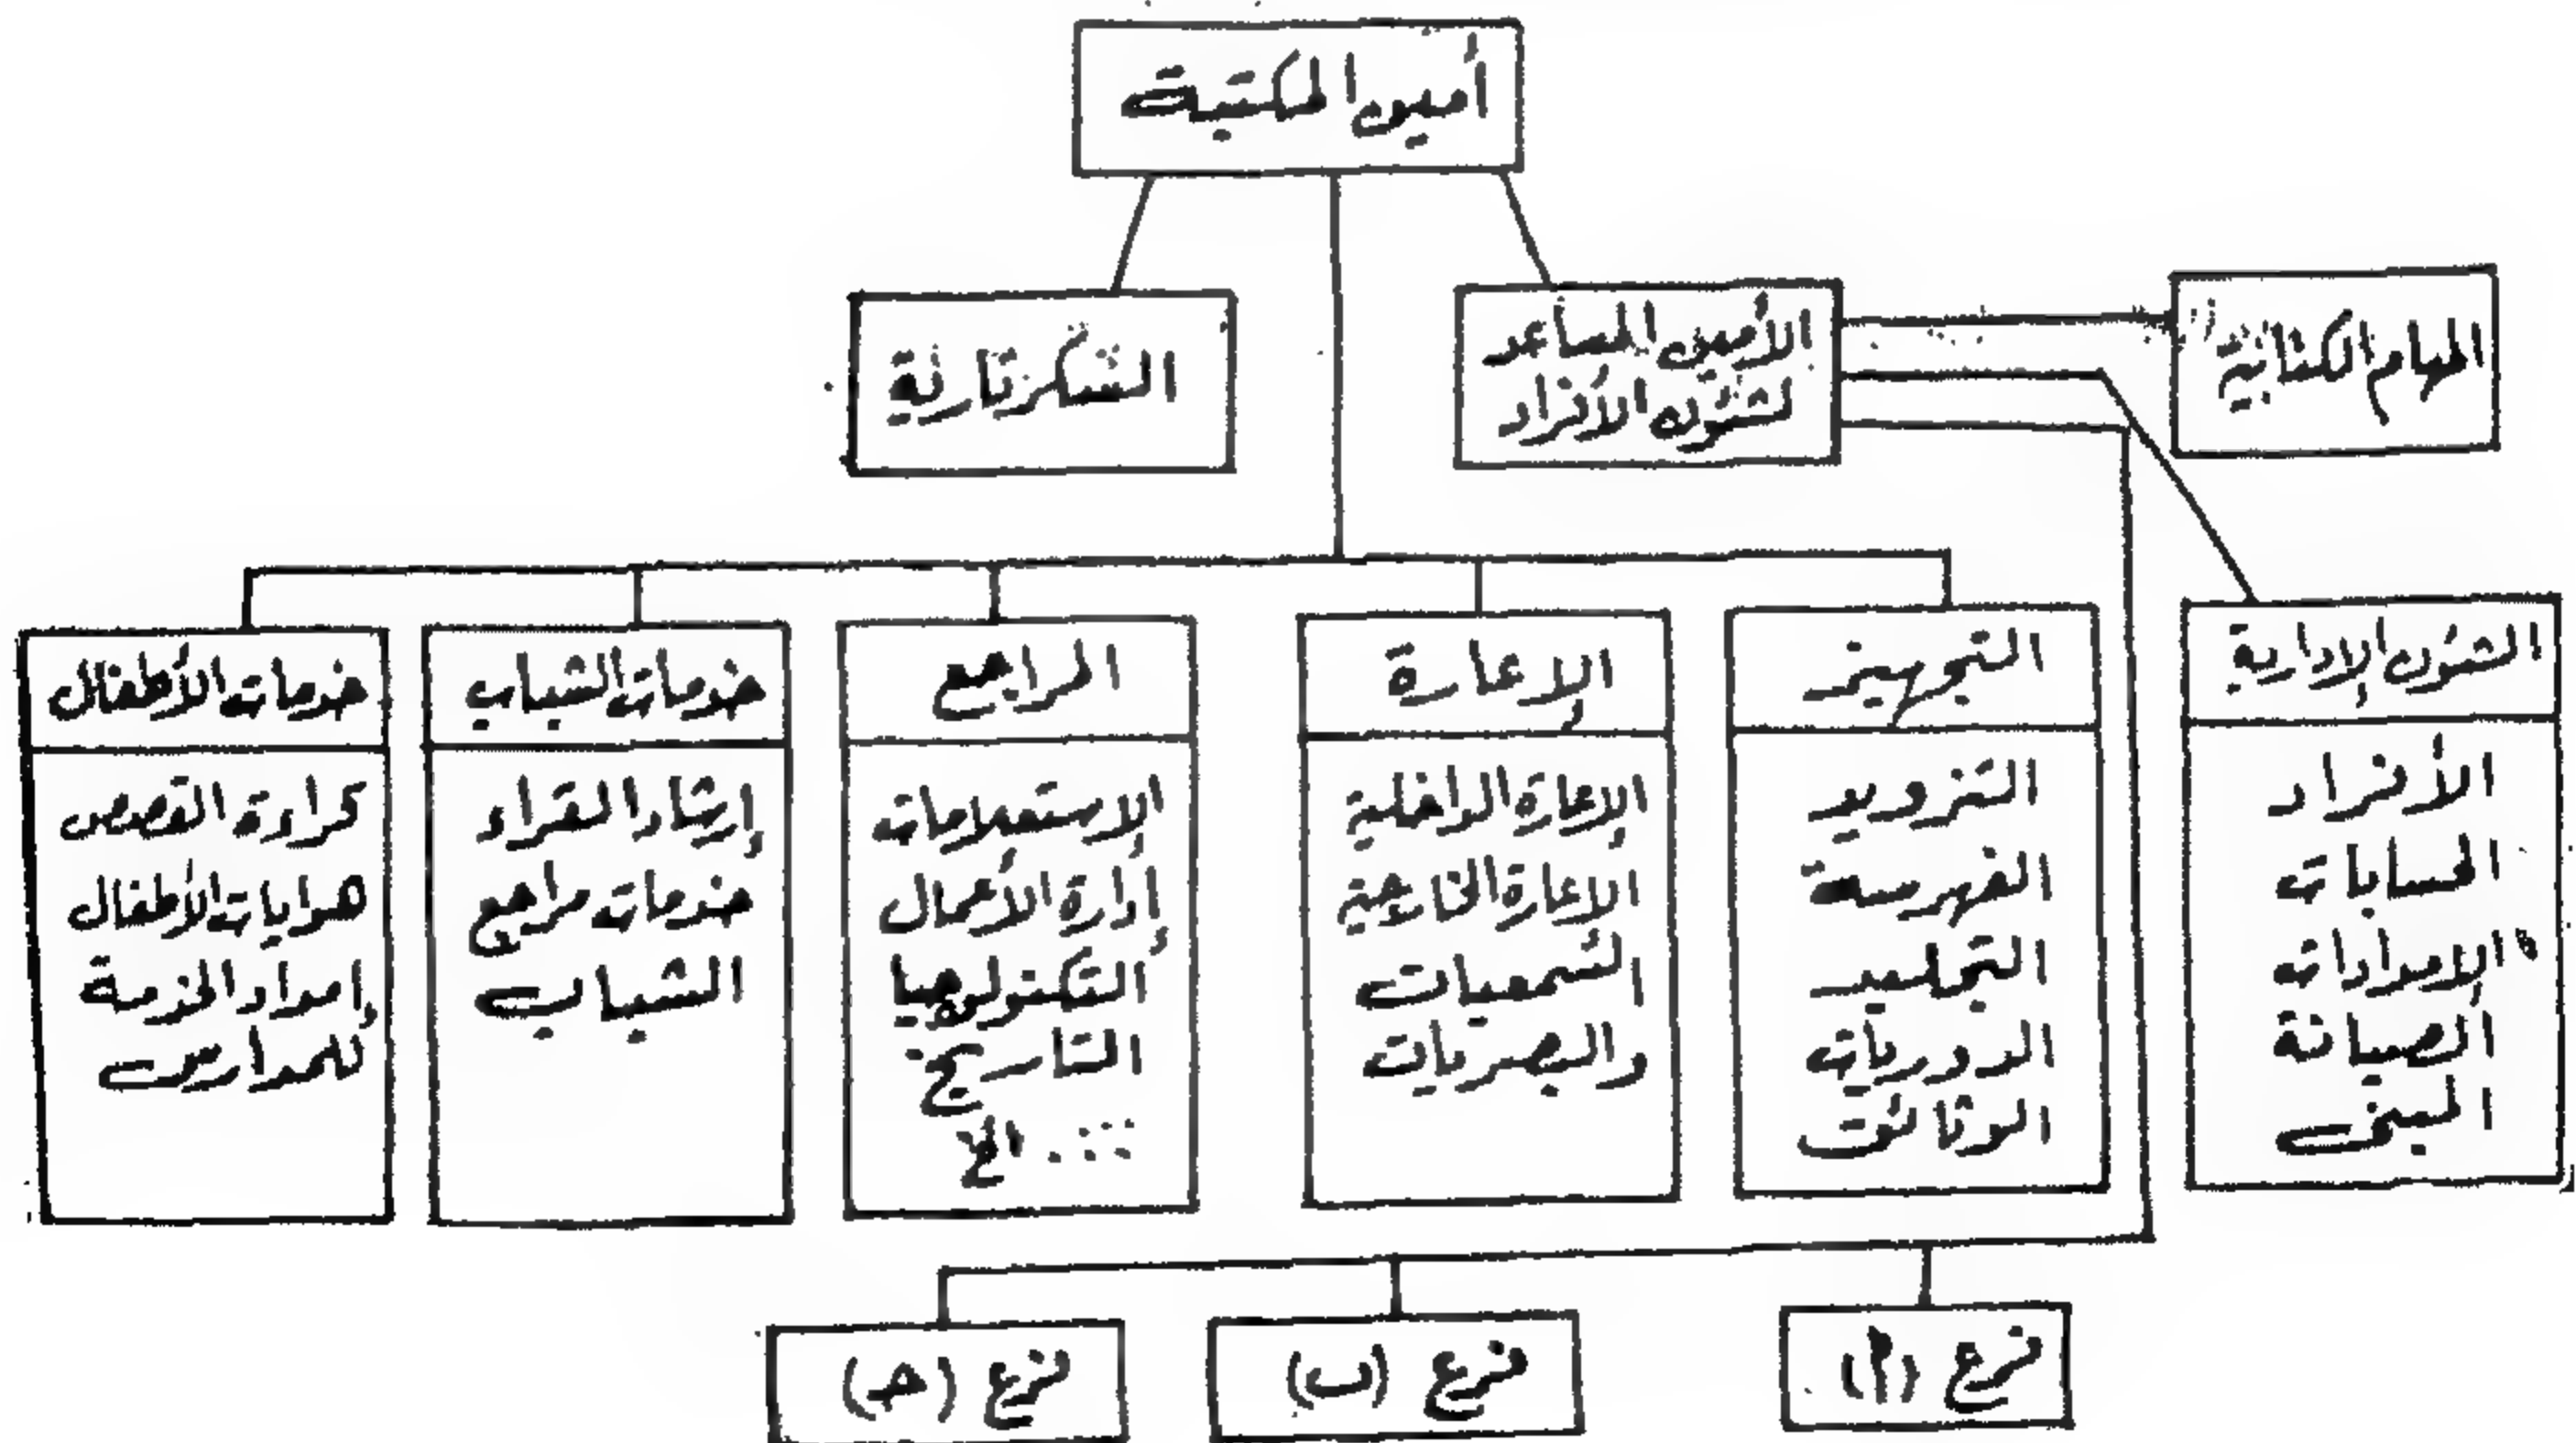 أمين المكتبة
السكرتارية
الأمين المساعد
لشئون الأفراد
المهام الكتابية
الشئون الإدارية
الأفراد
الحسابات
الإمدادات
الصيانة
المبنى
التجهيز
التزويد
الفهرسة
التجليد
الدوريات
الوثائق
الإعارة
الإعارة الداخلية
الإعارة الخارجية
السمعيات
والبصريات
المراجع
الاستعلامات
إدارة الأعمال
التكنولوجيا
التاريخ
..... الخ
خدمات الشباب
إرشاد القراء
خدمات مراجع
الشباب
خدمات الأطفال
القصص
هوايات الأطفال
إمداد الخدمة
للمدارس
فرع (أ)
فرع (ب)
فرع (جـ)